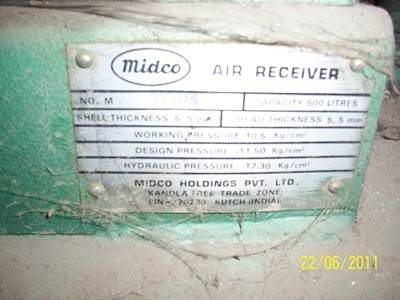 midco AIR RECEIVER
NO. M CAPACITY 500 LITRES
SHELL THICKNESS 5.5 mm HEAD THICKNESS 5.5 mm
WORKING PRESSURE 10.5 Kg/cm²
DESIGN PRESSURE 11.50 Kg/cm²
HYDRAULIC PRESSURE 17.30 Kg/cm²
MIDCO HOLDINGS PVT. LTD.,
KANDLA FREE TRADE ZONE
PIN - 370230, KUTCH (INDIA)
22/06/2011